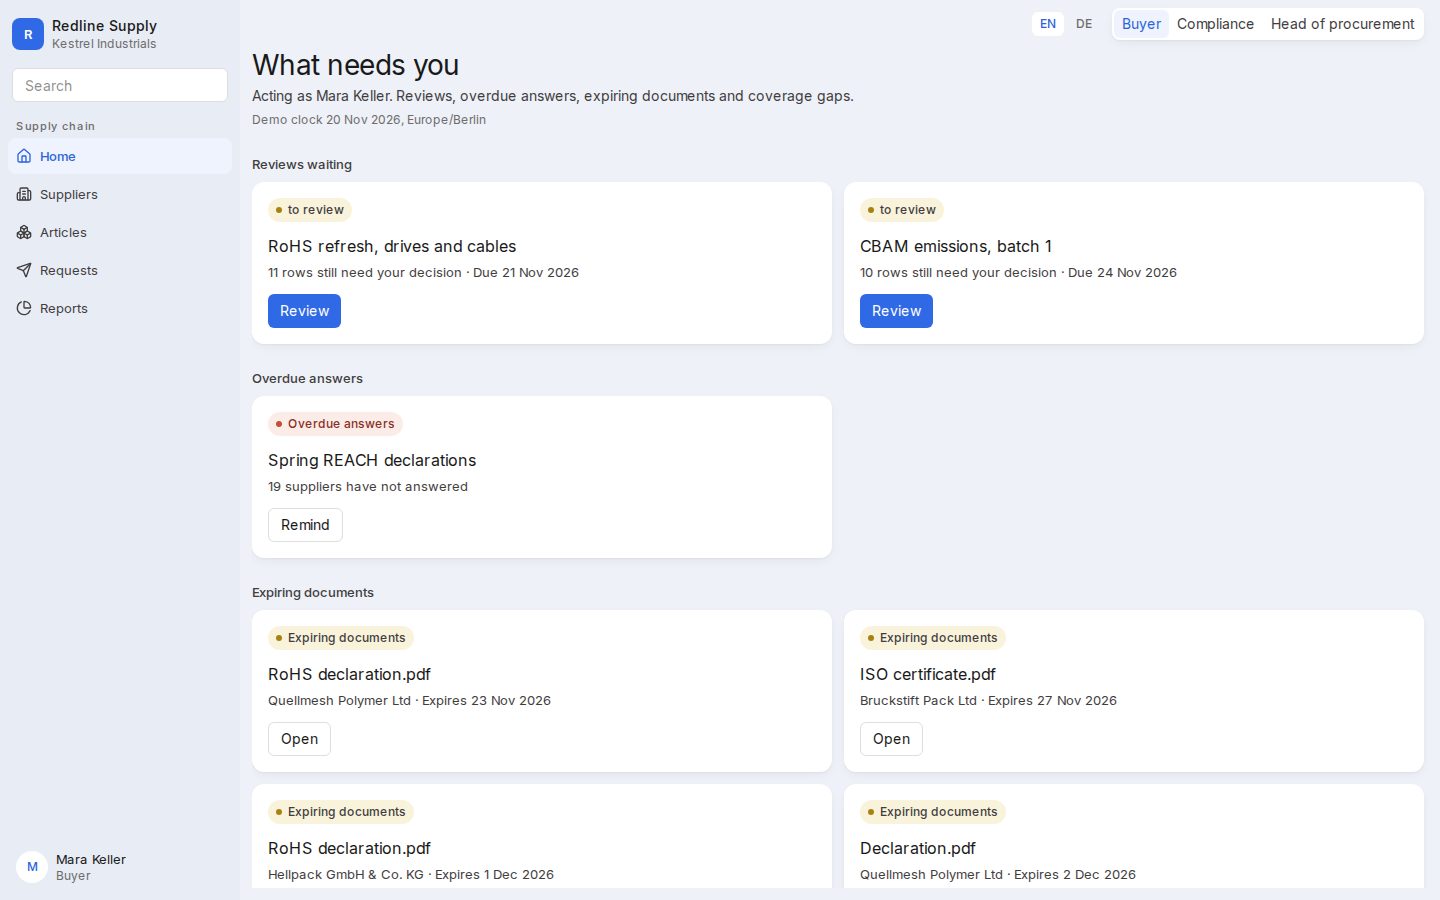 R
Redline Supply
Kestrel Industrials
Search
Supply chain
Home
Suppliers
Articles
Requests
Reports
M
Mara Keller
Buyer
EN DE Buyer Compliance Head of procurement
What needs you
Acting as Mara Keller. Reviews, overdue answers, expiring documents and coverage gaps.
Demo clock 20 Nov 2026, Europe/Berlin
Reviews waiting
to review
RoHS refresh, drives and cables
11 rows still need your decision · Due 21 Nov 2026
Review
to review
CBAM emissions, batch 1
10 rows still need your decision · Due 24 Nov 2026
Review
Overdue answers
Overdue answers
Spring REACH declarations
19 suppliers have not answered
Remind
Expiring documents
Expiring documents
RoHS declaration.pdf
Quellmesh Polymer Ltd · Expires 23 Nov 2026
Open
Expiring documents
ISO certificate.pdf
Bruckstift Pack Ltd · Expires 27 Nov 2026
Open
Expiring documents
RoHS declaration.pdf
Hellpack GmbH & Co. KG · Expires 1 Dec 2026
Expiring documents
Declaration.pdf
Quellmesh Polymer Ltd · Expires 2 Dec 2026